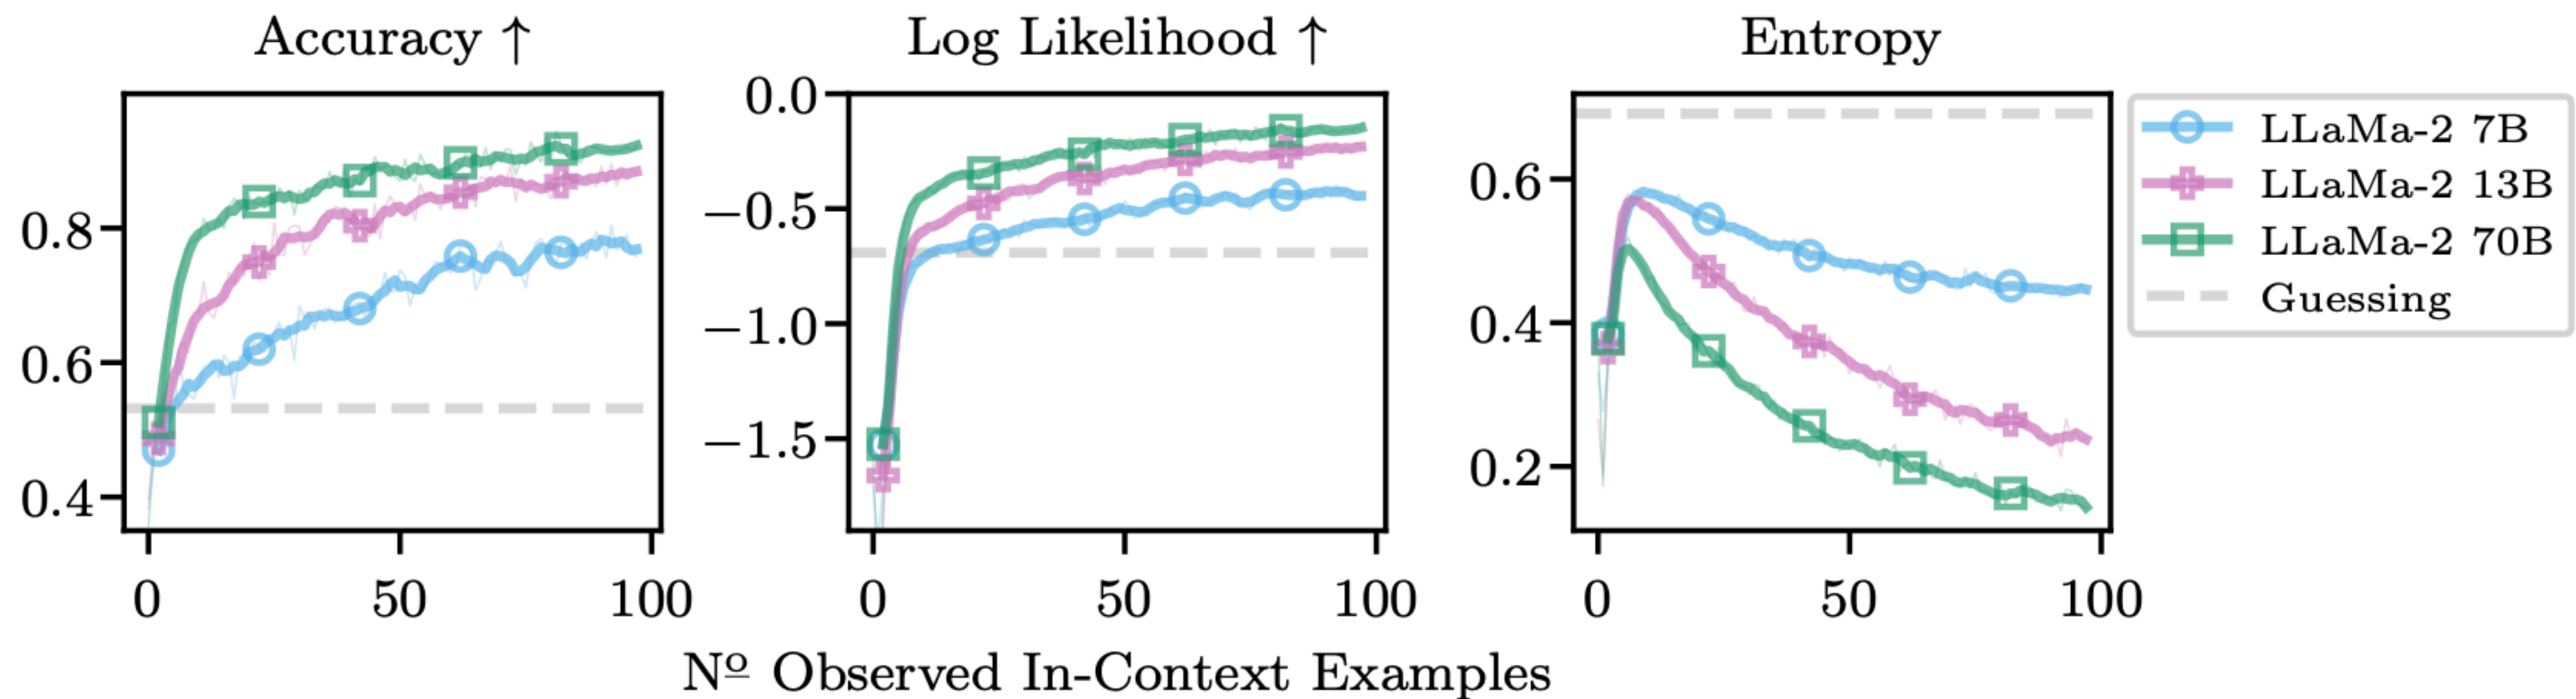 Accuracy ↑
0.8
0.6
0.4
0 50 100
Log Likelihood ↑
0.0
−0.5
−1.0
−1.5
0 50 100
Entropy
0.6
0.4
0.2
0 50 100
Nº Observed In-Context Examples
LLaMa-2 7B
LLaMa-2 13B
LLaMa-2 70B
Guessing